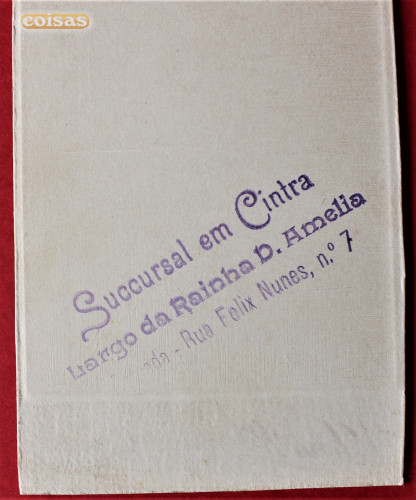 coisas
Succursal em Cintra
Largo da Rainha D. Amelia
Rua Felix Nunes, n.º 7